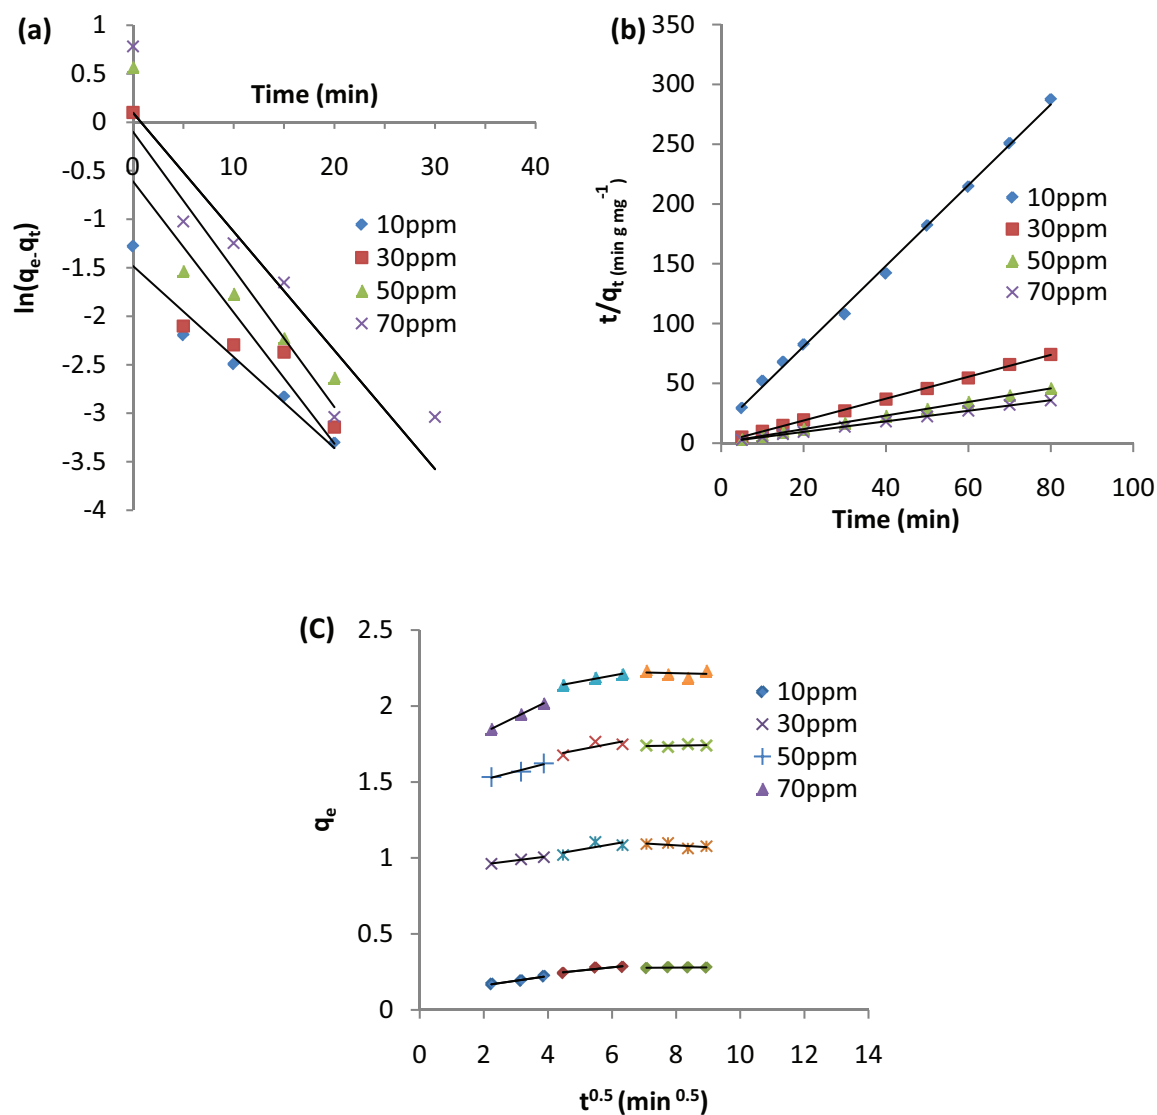 (a)
1
0.5
0
-0.5
-1
-1.5
-2
-2.5
-3
-3.5
-4
Time (min)
0 10 20 30 40
ln(qe-qt)
10ppm
30ppm
50ppm
70ppm
(b)
350
300
250
200
150
100
50
0
t/qt (min g mg-1)
10ppm
30ppm
50ppm
70ppm
0 20 40 60 80 100
Time (min)
(C)
2.5
2
1.5
1
0.5
0
qe
10ppm
30ppm
50ppm
70ppm
0 2 4 6 8 10 12 14
t0.5 (min 0.5)